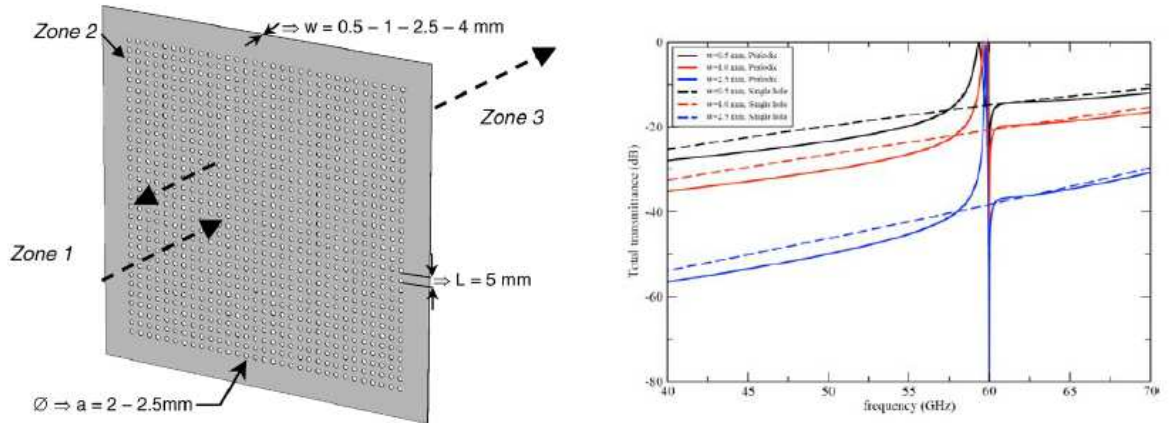 Zone 2
⇒ w = 0.5 – 1 – 2.5 – 4 mm
Zone 3
Zone 1
⇒ L = 5 mm
Ø ⇒ a = 2 – 2.5mm
Total transmittance (dB)
0
-20
-40
-60
-80
w=0.5 mm, Periodic
w=1.0 mm, Periodic
w=2.5 mm, Periodic
w=0.5 mm, Single hole
w=1.0 mm, Single hole
w=2.5 mm, Single hole
40 45 50 55 60 65 70
frequency (GHz)